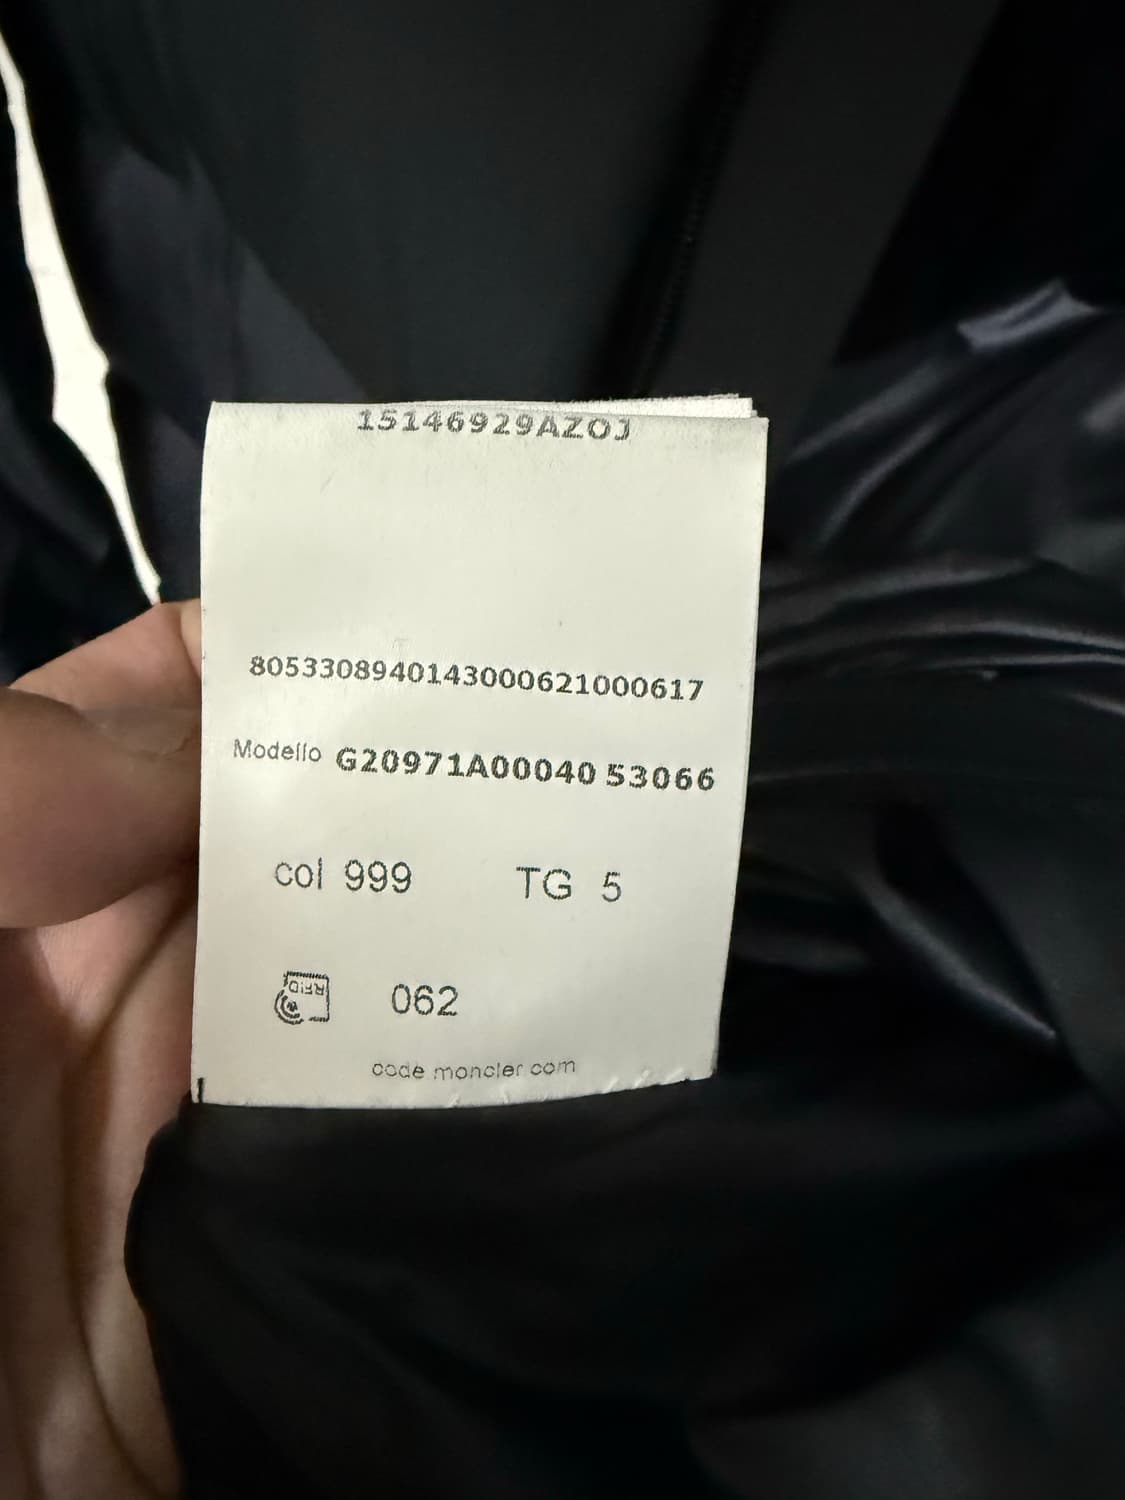 15146929AZOJ
8053308940143000621000617
Modello G20971A00040 53066
col 999 TG 5
RFID 062
code.moncler.com